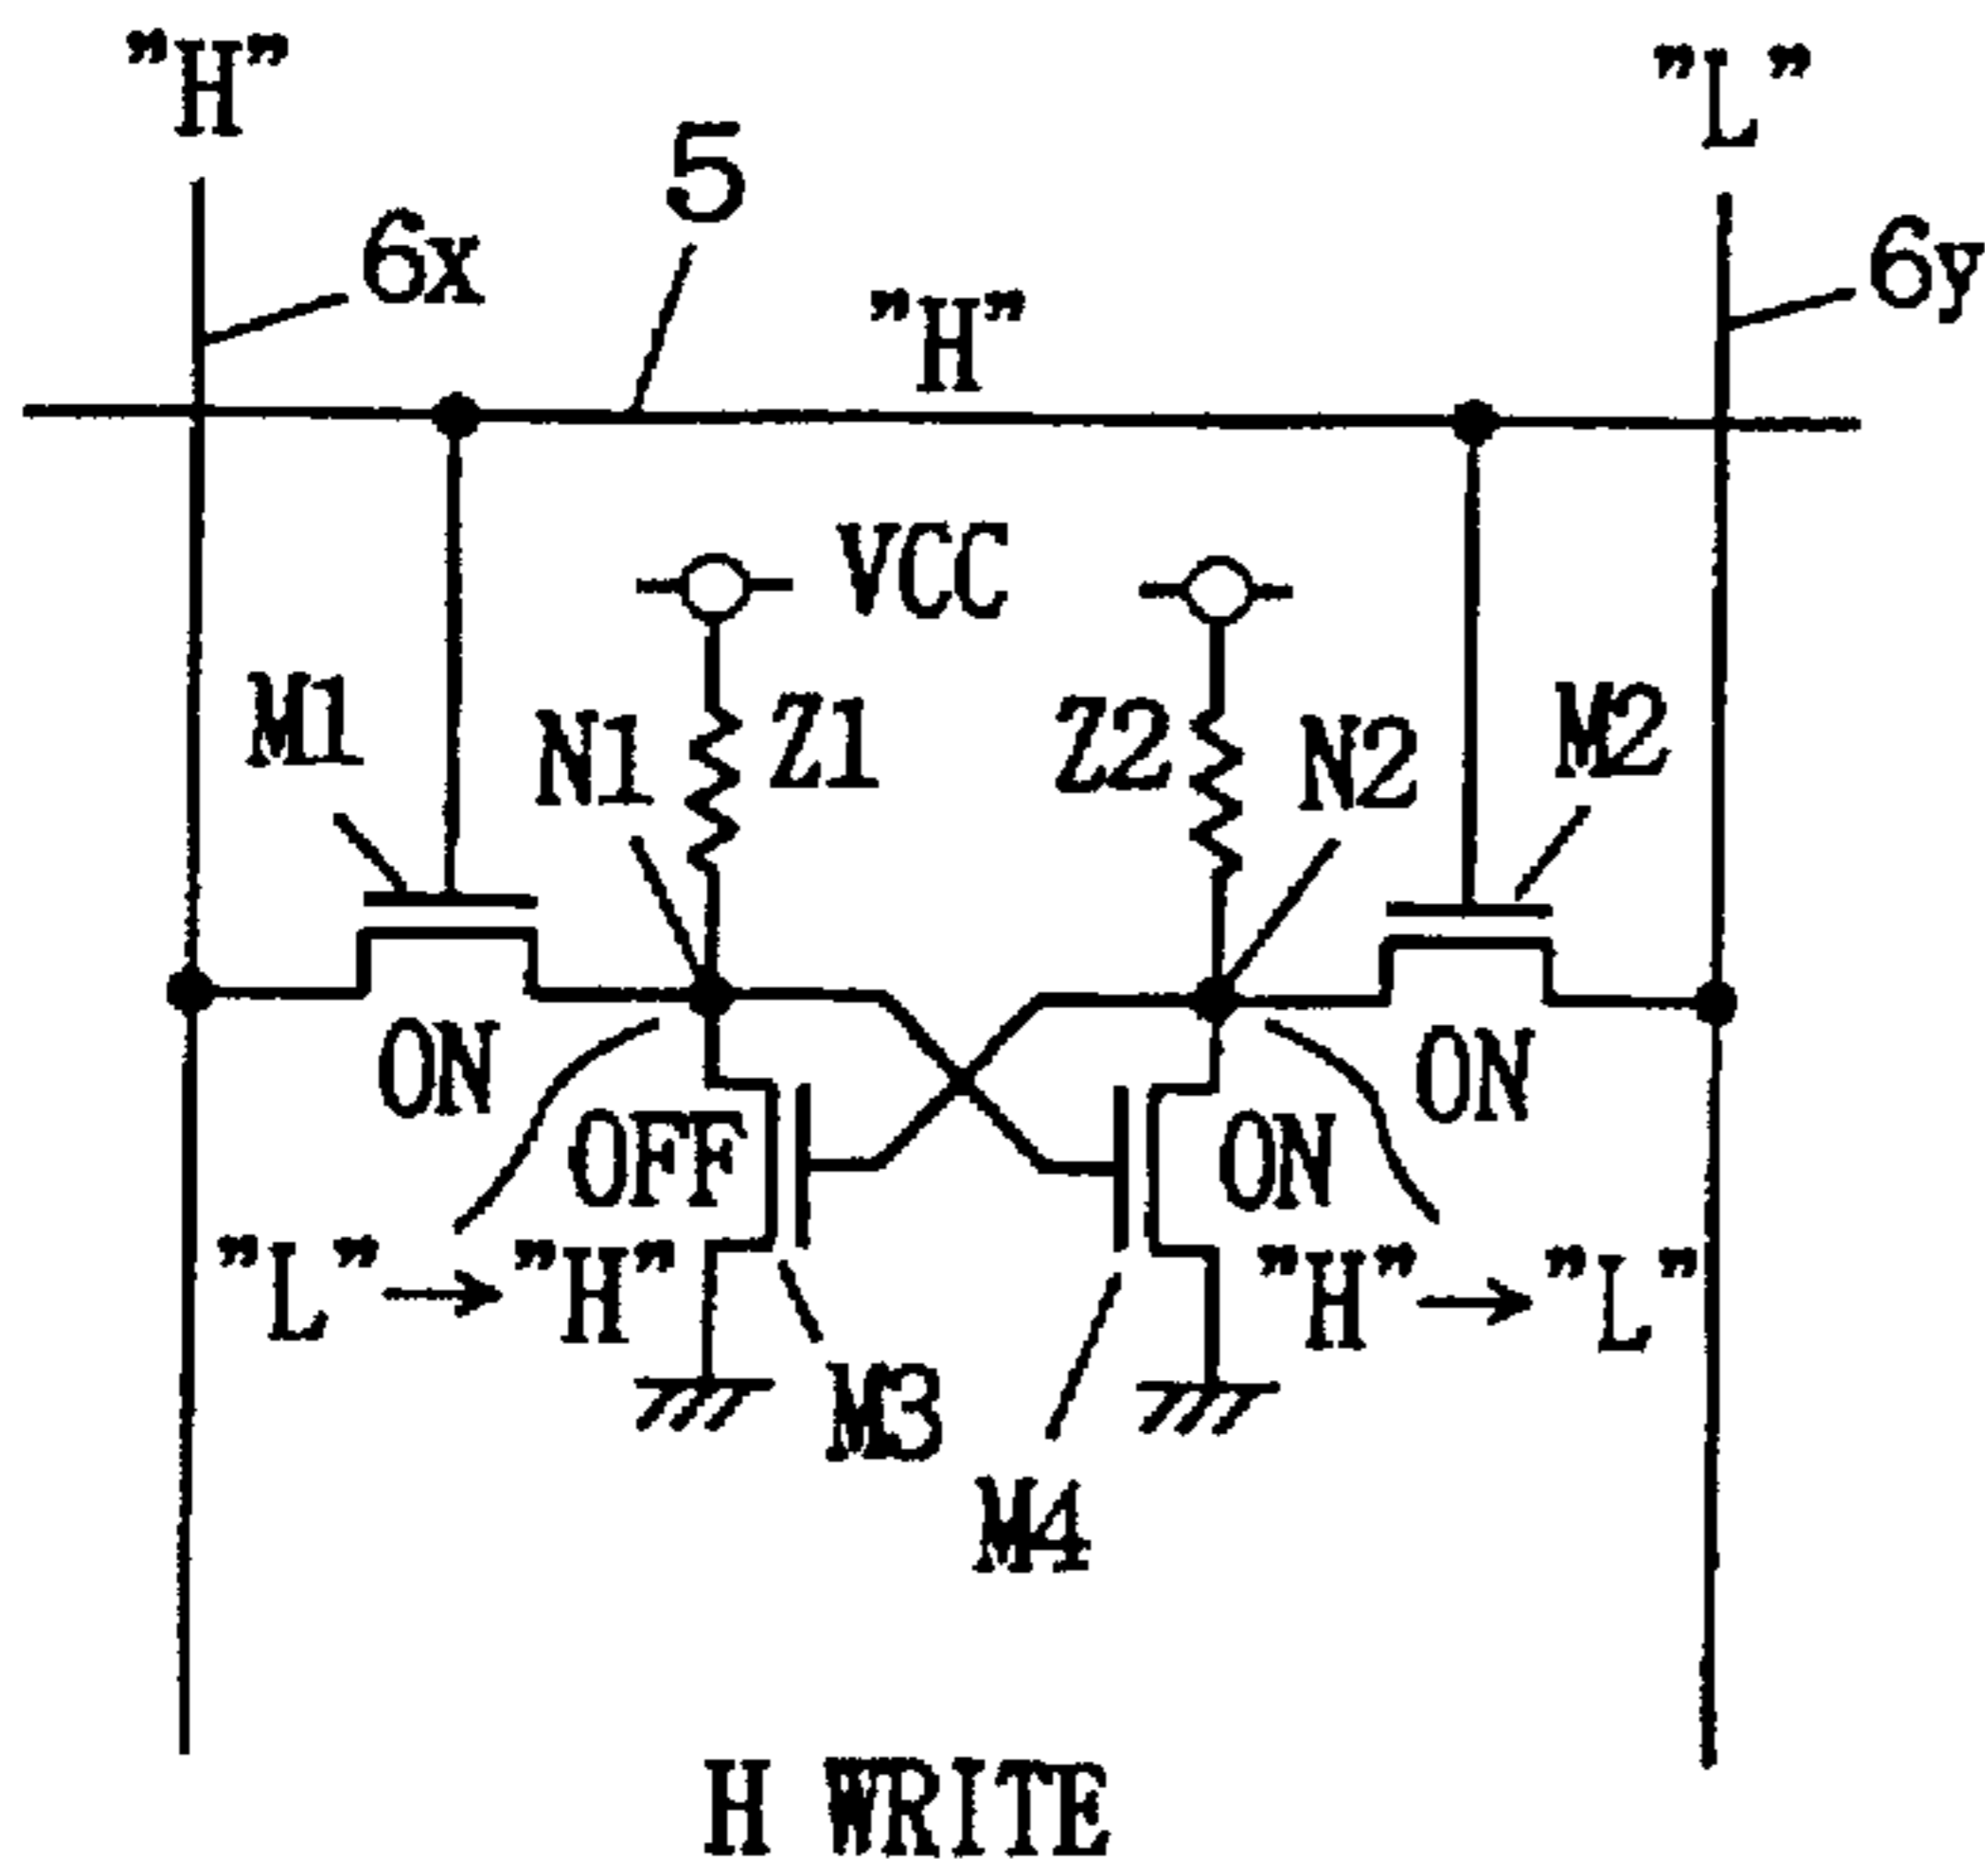 "H" "L"
5
6x 6y
"H"
VCC
M1 N1 Z1 Z2 N2 M2
ON ON
OFF ON
"L" → "H" "H" → "L"
M3
M4
H WRITE